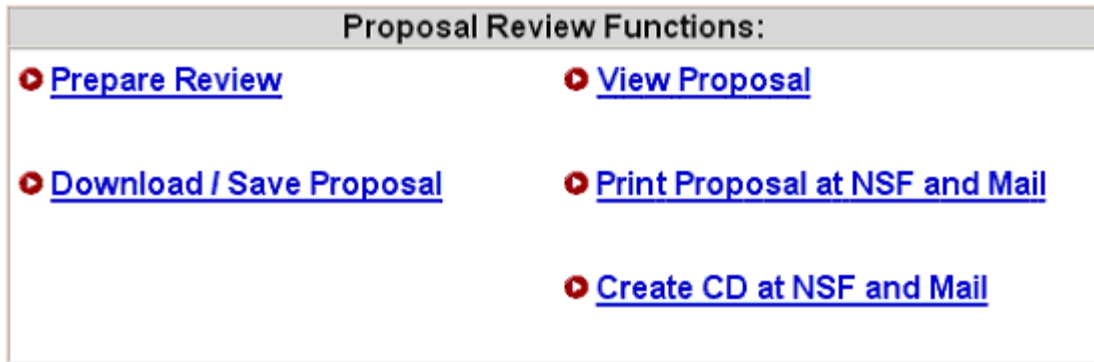 Proposal Review Functions:
Prepare Review
View Proposal
Download / Save Proposal
Print Proposal at NSF and Mail
Create CD at NSF and Mail